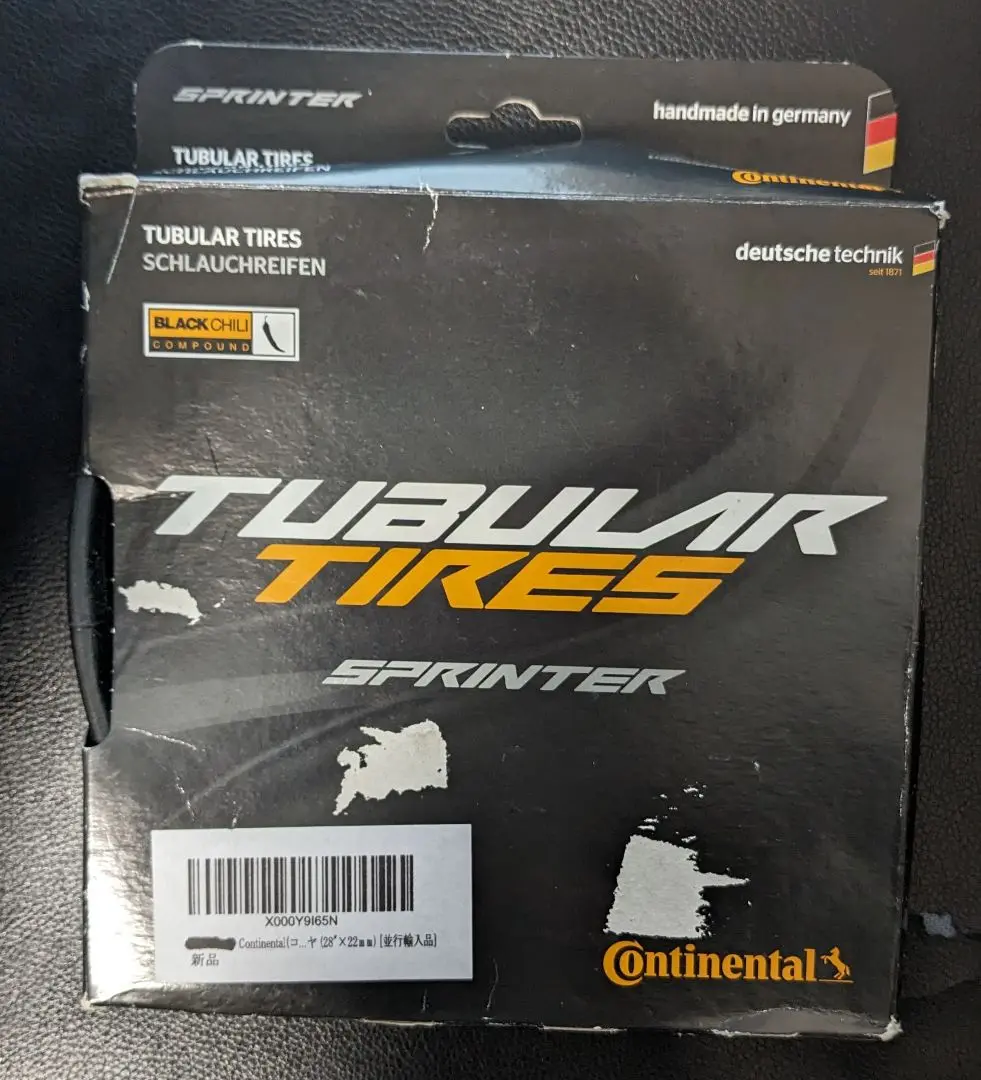 SPRINTER
handmade in germany
TUBULAR TIRES
SCHLAUCHREIFEN
Continental
TUBULAR TIRES
SCHLAUCHREIFEN
deutsche technik
seit 1871
BLACK CHILI
COMPOUND
TUBULAR
TIRES
SPRINTER
X000Y9I65N
Continental(コ...ヤ (28"×22mm) [並行輸入品]
新品
Continental